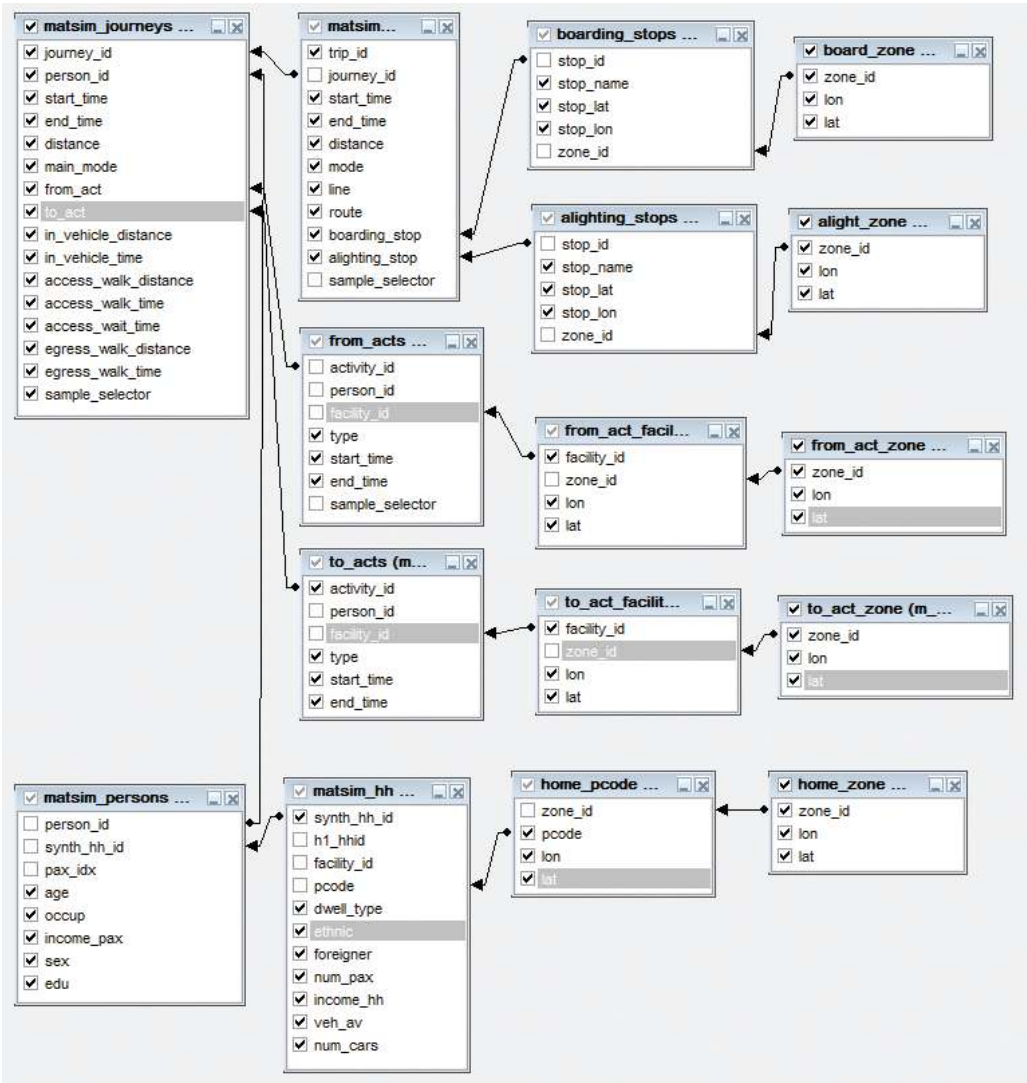 matsim_journeys ...
journey_id
person_id
start_time
end_time
distance
main_mode
from_act
to_act
in_vehicle_distance
in_vehicle_time
access_walk_distance
access_walk_time
access_wait_time
egress_walk_distance
egress_walk_time
sample_selector
matsim...
trip_id
journey_id
start_time
end_time
distance
mode
line
route
boarding_stop
alighting_stop
sample_selector
boarding_stops ...
stop_id
stop_name
stop_lat
stop_lon
zone_id
board_zone ...
zone_id
lon
lat
alighting_stops ...
stop_id
stop_name
stop_lat
stop_lon
zone_id
alight_zone ...
zone_id
lon
lat
from_acts ...
activity_id
person_id
facility_id
type
start_time
end_time
sample_selector
from_act_facil...
facility_id
zone_id
lon
lat
from_act_zone ...
zone_id
lon
lat
to_acts (m...
activity_id
person_id
facility_id
type
start_time
end_time
to_act_facilit...
facility_id
zone_id
lon
lat
to_act_zone (m_...
zone_id
lon
lat
matsim_persons ...
person_id
synth_hh_id
pax_idx
age
occup
income_pax
sex
edu
matsim_hh ...
synth_hh_id
h1_hhid
facility_id
pcode
dwell_type
ethnic
foreigner
num_pax
income_hh
veh_av
num_cars
home_pcode ...
zone_id
pcode
lon
lat
home_zone ...
zone_id
lon
lat